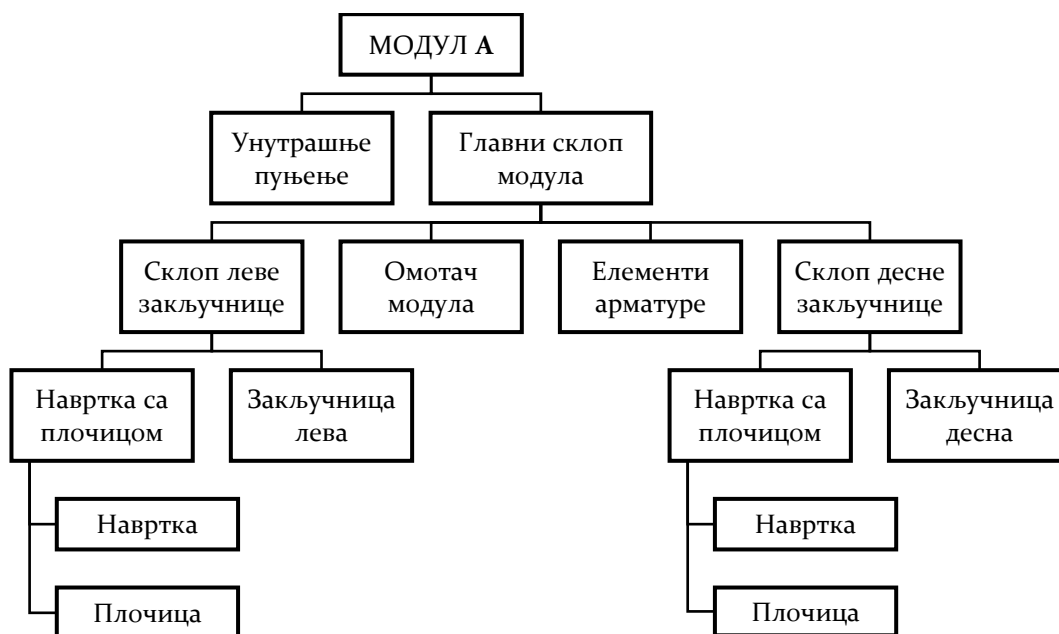 МОДУЛ А
Унутрашње
пуњење
Главни склоп
модула
Склоп леве
закључнице
Омотач
модула
Елементи
арматуре
Склоп десне
закључнице
Навртка са
плочицом
Закључница
лева
Навртка са
плочицом
Закључница
десна
Навртка
Навртка
Плочица
Плочица